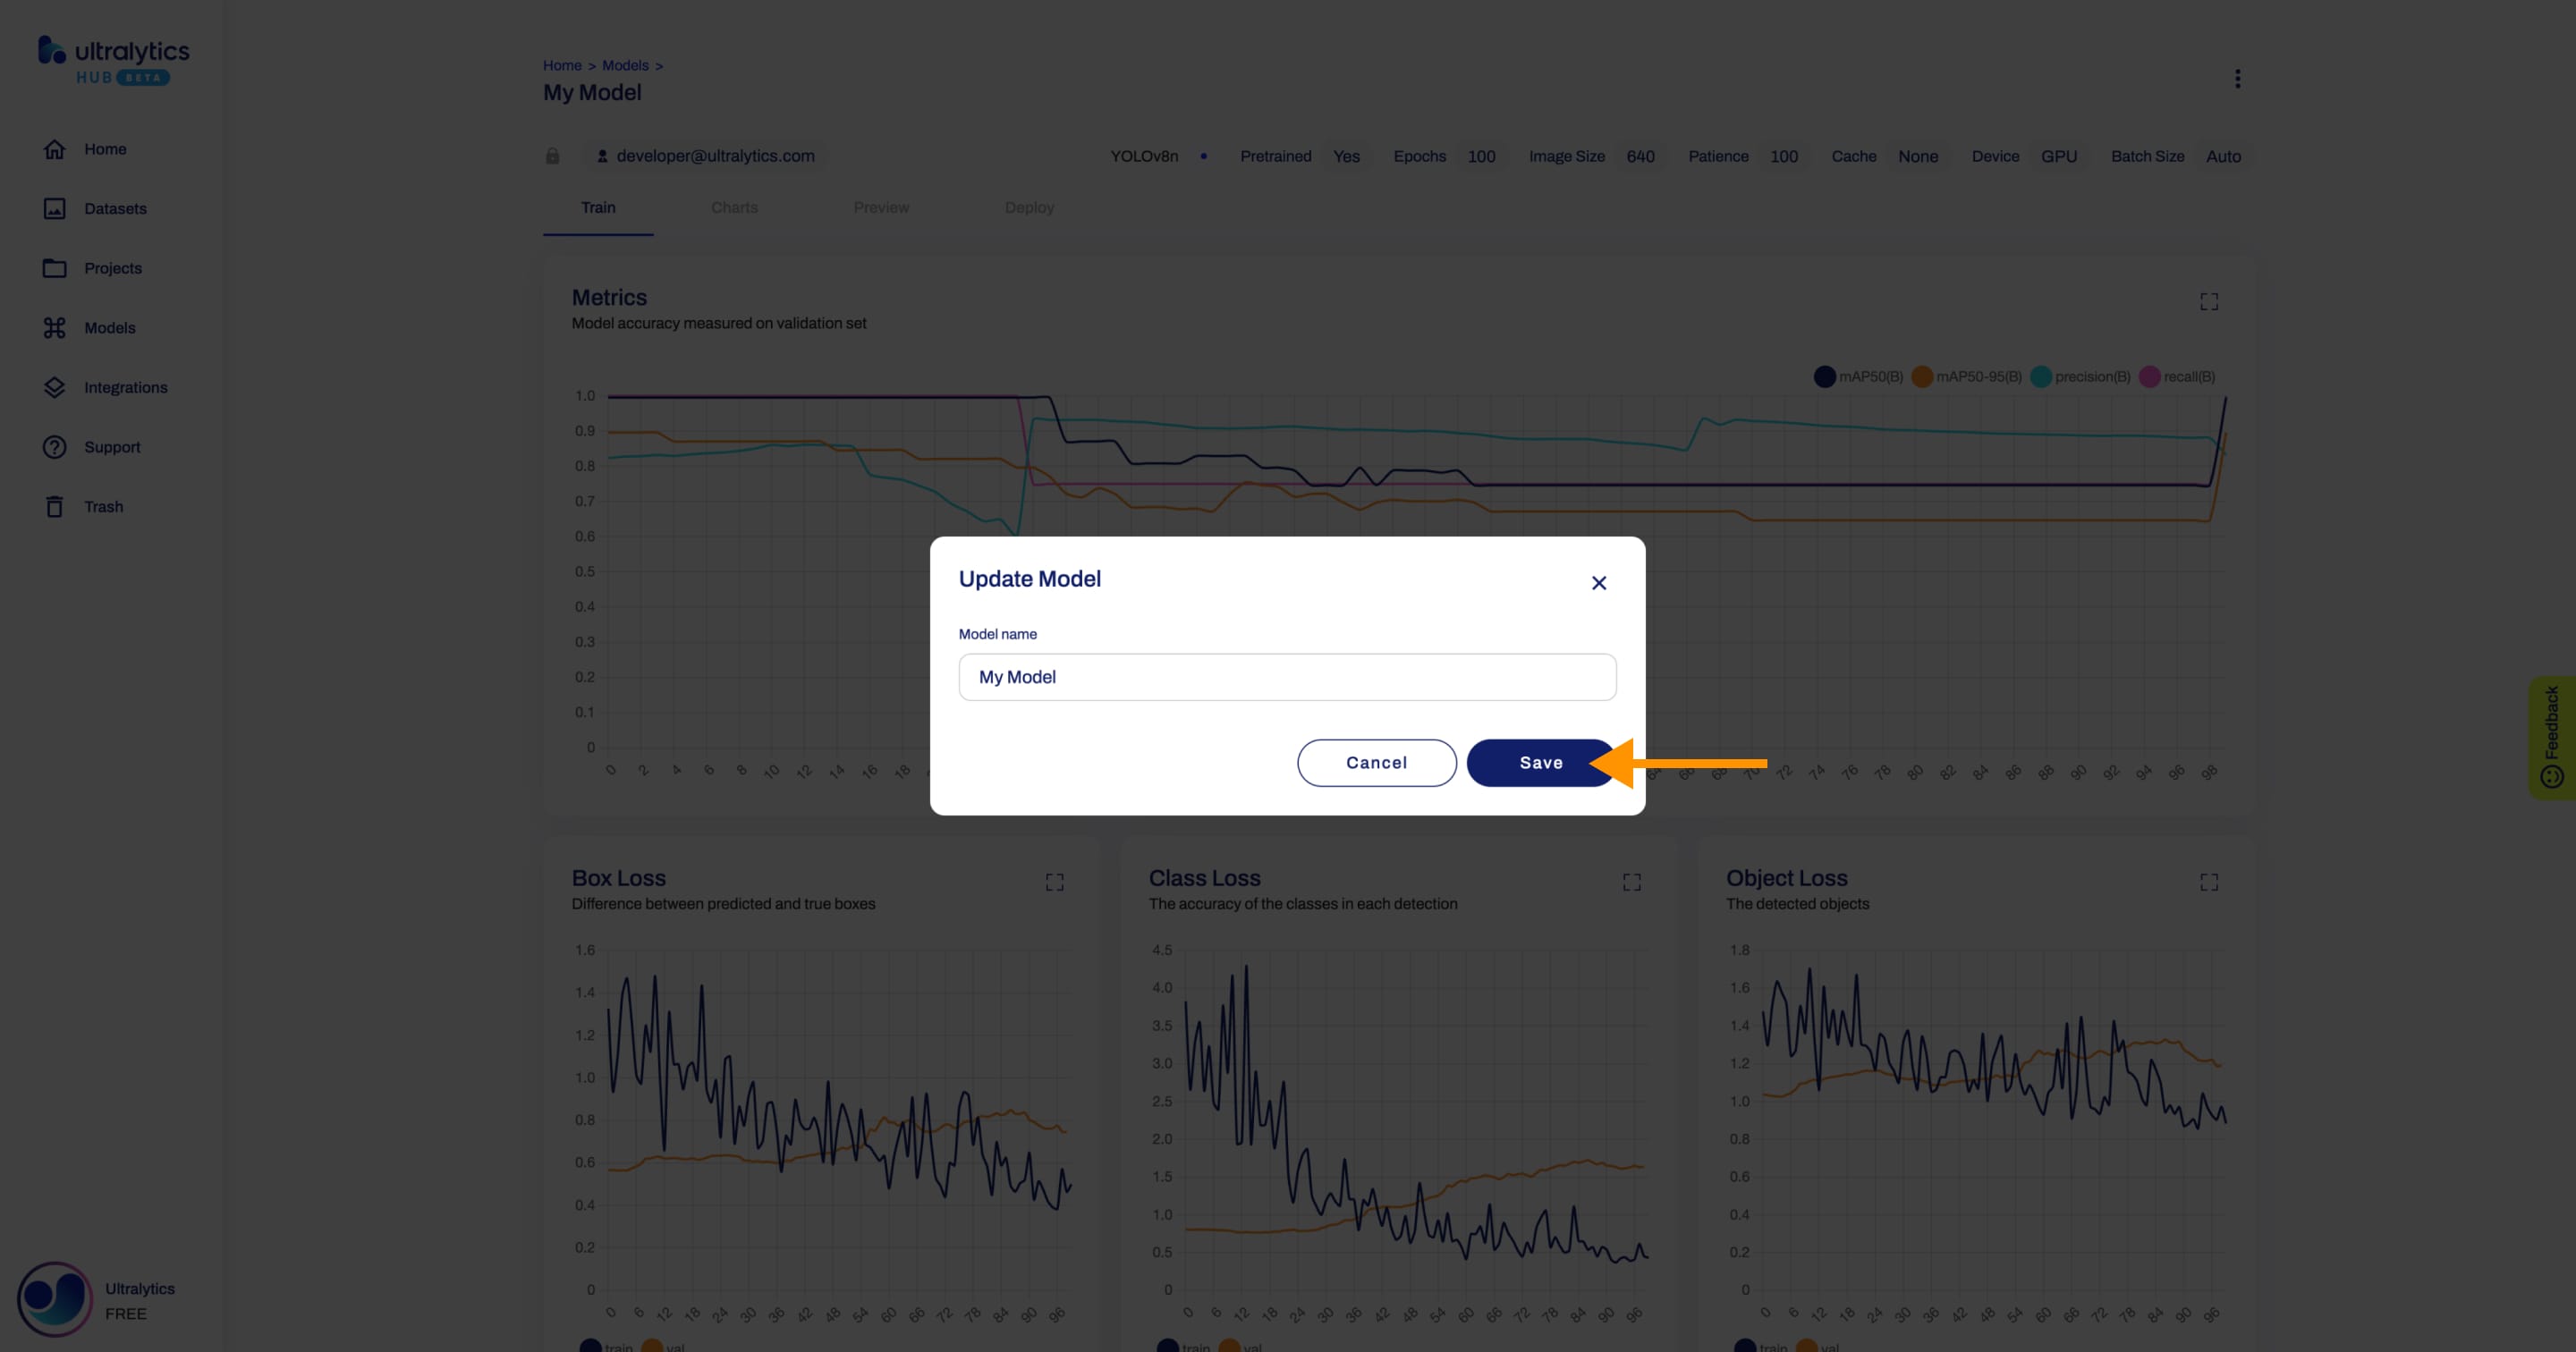 ultralytics
HUB BETA
Home
Datasets
Projects
Models
Integrations
Support
Trash
Ultralytics
FREE
Home > Models >
My Model
developer@ultralytics.com
YOLOv8n • Pretrained Yes Epochs 100 Image Size 640 Patience 100 Cache None Device GPU Batch Size Auto
Train Charts Preview Deploy
Metrics
Model accuracy measured on validation set
mAP50(B) mAP50-95(B) precision(B) recall(B)
1.0
0.9
0.8
0.7
0.6
0.5
0.4
0.3
0.2
0.1
0
0 2 4 6 8 10 12 14 16 18 64 66 68 70 72 74 76 78 80 82 84 86 88 90 92 94 96 98
Update Model
Model name
My Model
Cancel Save
Feedback
Box Loss
Difference between predicted and true boxes
1.6
1.4
1.2
1.0
0.8
0.6
0.4
0.2
0
0 6 12 18 24 30 36 42 48 54 60 66 72 78 84 90 96
train val
Class Loss
The accuracy of the classes in each detection
4.5
4.0
3.5
3.0
2.5
2.0
1.5
1.0
0.5
0
0 6 12 18 24 30 36 42 48 54 60 66 72 78 84 90 96
train val
Object Loss
The detected objects
1.8
1.6
1.4
1.2
1.0
0.8
0.6
0.4
0.2
0
0 6 12 18 24 30 36 42 48 54 60 66 72 78 84 90 96
train val